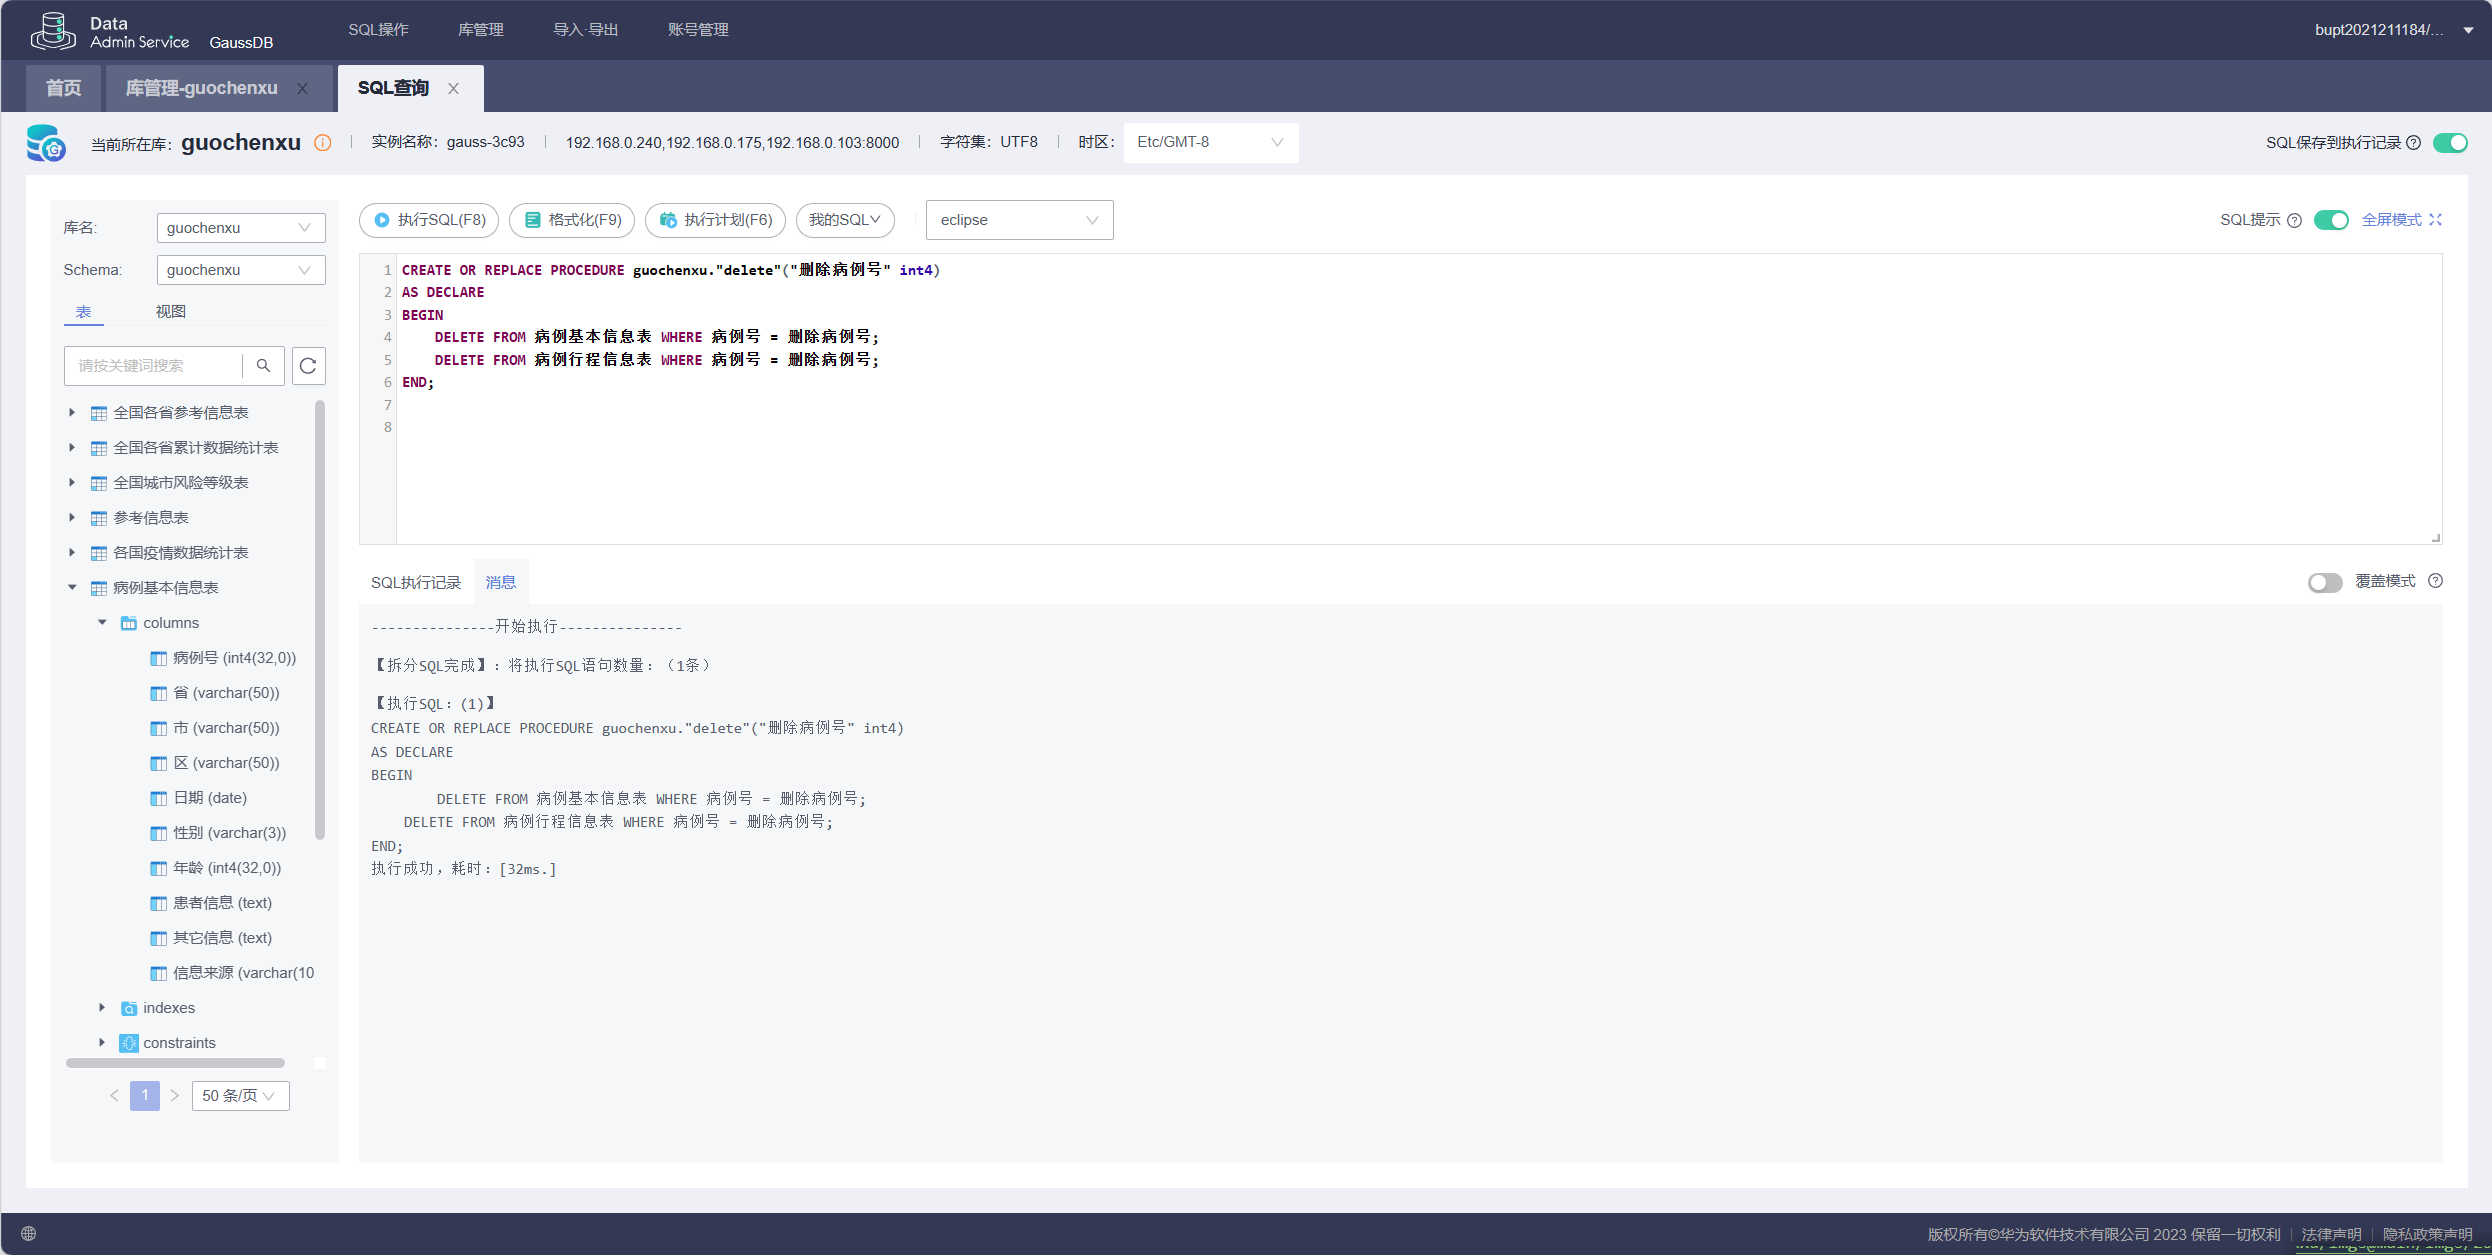 Data
Admin Service GaussDB SQL操作 库管理 导入·导出 账号管理 bupt2021211184/...
首页 库管理-guochenxu SQL查询
当前所在库: guochenxu 实例名称: gauss-3c93 192.168.0.240,192.168.0.175,192.168.0.103:8000 字符集: UTF8 时区: Etc/GMT-8 SQL保存到执行记录
库名: guochenxu
Schema: guochenxu
表 视图
请按关键词搜索
全国各省参考信息表
全国各省累计数据统计表
全国城市风险等级表
参考信息表
各国疫情数据统计表
病例基本信息表
columns
病例号 (int4(32,0))
省 (varchar(50))
市 (varchar(50))
区 (varchar(50))
日期 (date)
性别 (varchar(3))
年龄 (int4(32,0))
患者信息 (text)
其它信息 (text)
信息来源 (varchar(10
indexes
constraints
1 50 条/页
执行SQL(F8) 格式化(F9) 执行计划(F6) 我的SQL eclipse SQL提示 全屏模式
1 CREATE OR REPLACE PROCEDURE guochenxu."delete"("删除病例号" int4)
2 AS DECLARE
3 BEGIN
4 DELETE FROM 病例基本信息表 WHERE 病例号 = 删除病例号;
5 DELETE FROM 病例行程信息表 WHERE 病例号 = 删除病例号;
6 END;
7
8
SQL执行记录 消息 覆盖模式
---------------开始执行---------------
【拆分SQL完成】:将执行SQL语句数量:(1条)
【执行SQL:(1)】
CREATE OR REPLACE PROCEDURE guochenxu."delete"("删除病例号" int4)
AS DECLARE
BEGIN
DELETE FROM 病例基本信息表 WHERE 病例号 = 删除病例号;
DELETE FROM 病例行程信息表 WHERE 病例号 = 删除病例号;
END;
执行成功,耗时:[32ms.]
版权所有©华为软件技术有限公司 2023 保留一切权利 法律声明 隐私政策声明